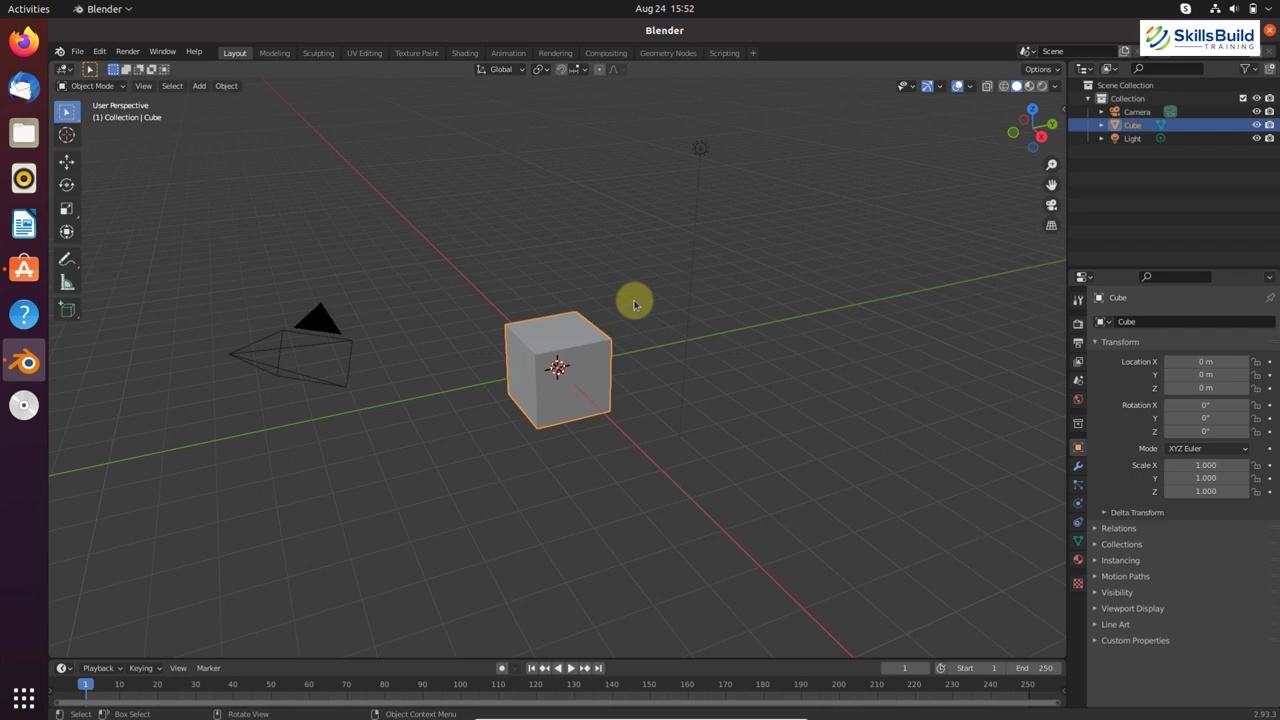 Activities
Blender
Aug 24 15:52
Blender
SkillsBuild
TRAINING
File Edit Render Window Help
Layout Modeling Sculpting UV Editing Texture Paint Shading Animation Rendering Compositing Geometry Nodes Scripting +
Scene
Global
Options
Object Mode View Select Add Object
User Perspective
(1) Collection | Cube
Z
Y
X
Scene Collection
Collection
Camera
Cube
Light
Cube
Cube
Transform
Location X 0 m
Y 0 m
Z 0 m
Rotation X 0°
Y 0°
Z 0°
Mode XYZ Euler
Scale X 1.000
Y 1.000
Z 1.000
Delta Transform
Relations
Collections
Instancing
Motion Paths
Visibility
Viewport Display
Line Art
Custom Properties
Playback Keying View Marker
1
Start 1
End 250
1 10 20 30 40 50 60 70 80 90 100 110 120 130 140 150 160 170 180 190 200 210 220 230 240 250
Select Box Select Rotate View Object Context Menu
2.93.3